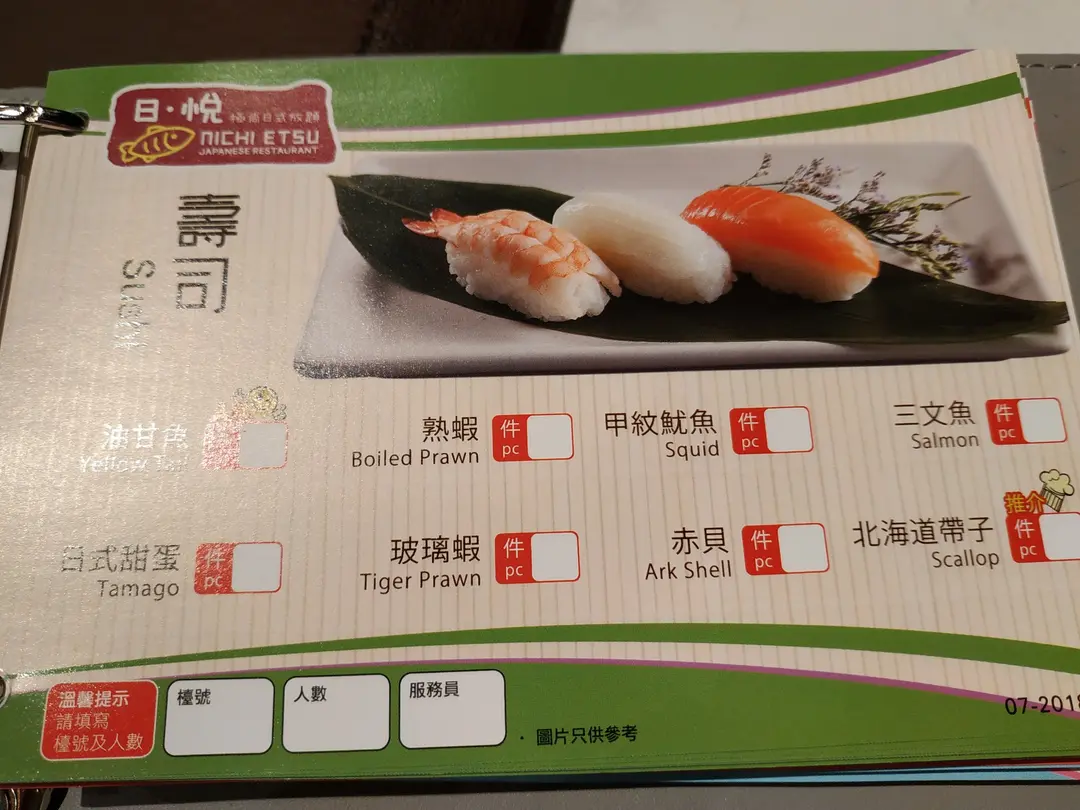 日·悅 極尚日式放題
NICHI ETSU
JAPANESE RESTAURANT
壽司
Sushi
油甘魚
Yellow Tail
熟蝦
Boiled Prawn
件
pc
甲紋魷魚
Squid
件
pc
三文魚
Salmon
件
pc
日式甜蛋
Tamago
件
pc
玻璃蝦
Tiger Prawn
件
pc
赤貝
Ark Shell
件
pc
推介
北海道帶子
Scallop
件
pc
溫馨提示
請填寫
檯號及人數
檯號
人數
服務員
· 圖片只供參考
07-2018